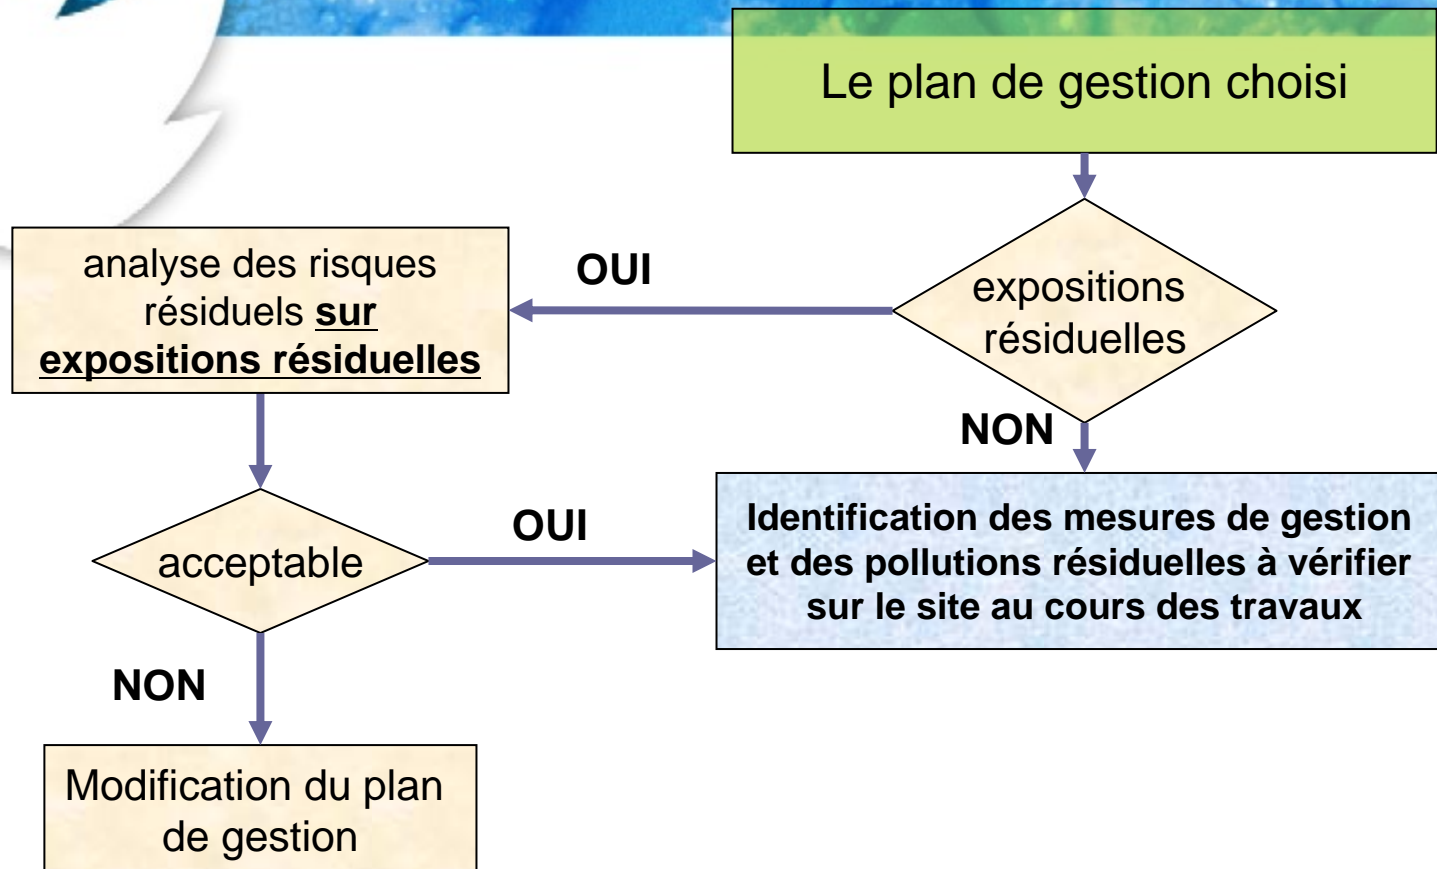 Le plan de gestion choisi
expositions
résiduelles
OUI
analyse des risques
résiduels sur
expositions résiduelles
NON
acceptable
OUI
Identification des mesures de gestion
et des pollutions résiduelles à vérifier
sur le site au cours des travaux
NON
Modification du plan
de gestion